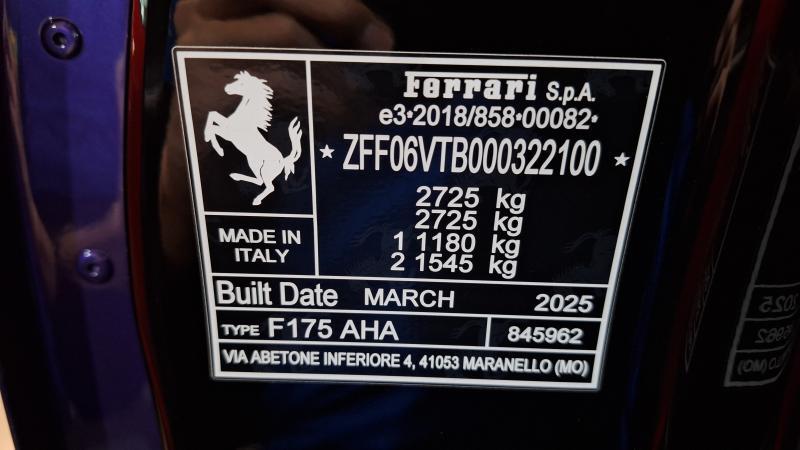 Ferrari S.p.A.
e3*2018/858*00082*
★ ZFF06VTB000322100 ★
2725 kg
2725 kg
1 1180 kg
2 1545 kg
MADE IN
ITALY
Built Date MARCH 2025
TYPE F175 AHA 845962
VIA ABETONE INFERIORE 4, 41053 MARANELLO (MO)